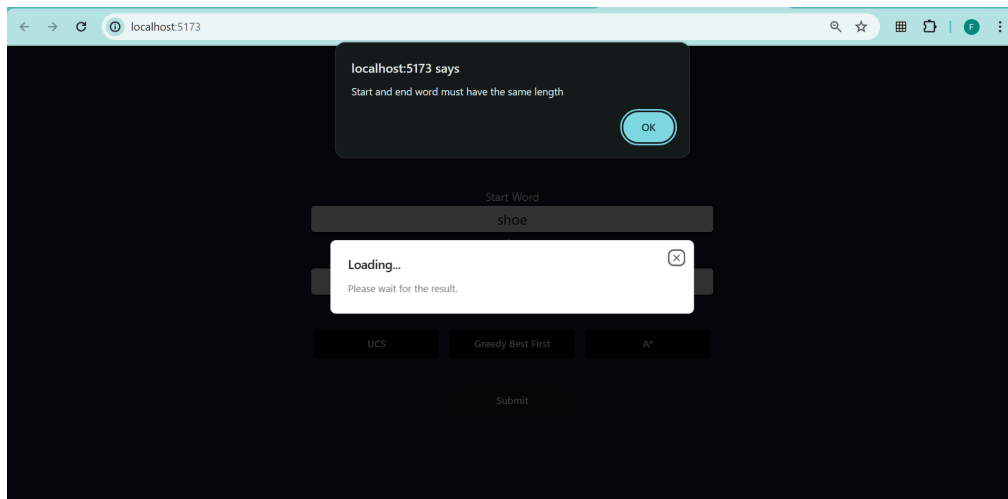 localhost:5173
F
localhost:5173 says
Start and end word must have the same length
OK
Start Word
shoe
Loading...
Please wait for the result.
UCS
Greedy Best First
A*
Submit